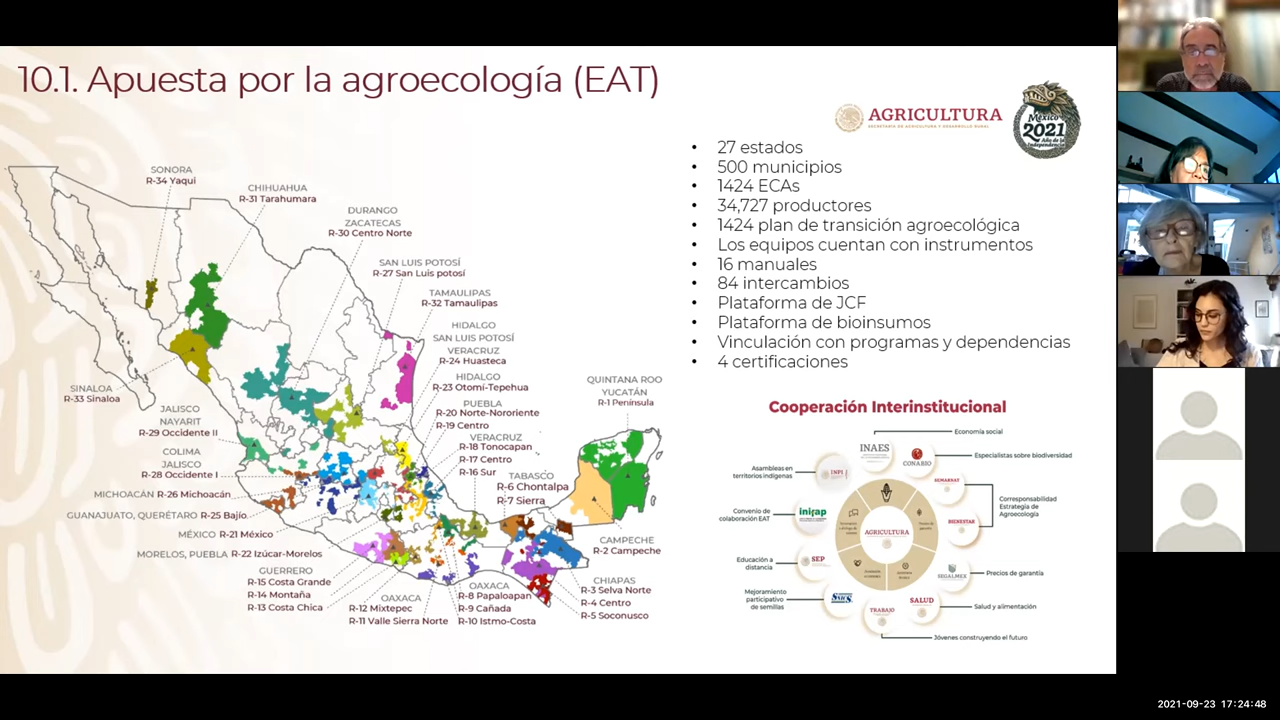 10.1. Apuesta por la agroecología (EAT)
AGRICULTURA
SECRETARÍA DE AGRICULTURA Y DESARROLLO RURAL
México
2021
Año de la
Independencia
• 27 estados
• 500 municipios
• 1424 ECAs
• 34,727 productores
• 1424 plan de transición agroecológica
• Los equipos cuentan con instrumentos
• 16 manuales
• 84 intercambios
• Plataforma de JCF
• Plataforma de bioinsumos
• Vinculación con programas y dependencias
• 4 certificaciones
SONORA
R-34 Yaqui
CHIHUAHUA
R-31 Tarahumara
DURANGO
ZACATECAS
R-30 Centro Norte
SAN LUIS POTOSÍ
R-27 San Luis potosí
TAMAULIPAS
R-32 Tamaulipas
HIDALGO
SAN LUIS POTOSÍ
VERACRUZ
R-24 Huasteca
HIDALGO
R-23 Otomí-Tepehua
PUEBLA
R-20 Norte-Nororiente
R-19 Centro
VERACRUZ
R-18 Tonocapan
R-17 Centro
R-16 Sur
TABASCO
R-6 Chontalpa
R-7 Sierra
QUINTANA ROO
YUCATÁN
R-1 Península
CAMPECHE
R-2 Campeche
CHIAPAS
R-3 Selva Norte
R-4 Centro
R-5 Soconusco
OAXACA
R-8 Papaloapan
R-9 Cañada
R-10 Istmo-Costa
OAXACA
R-12 Mixtepec
R-11 Valle Sierra Norte
GUERRERO
R-15 Costa Grande
R-14 Montaña
R-13 Costa Chica
MORELOS, PUEBLA R-22 Izúcar-Morelos
MÉXICO R-21 México
GUANAJUATO, QUERÉTARO R-25 Bajío
MICHOACÁN R-26 Michoacán
COLIMA
JALISCO
R-28 Occidente I
JALISCO
NAYARIT
R-29 Occidente II
SINALOA
R-33 Sinaloa
Cooperación Interinstitucional
Economía social
INAES
CONABIO
Especialistas sobre biodiversidad
Asambleas en
territorios indígenas
INPI
SEMARNAT
Corresponsabilidad
Estrategia de
Agroecología
Convenio de
colaboración EAT
inifap
AGRICULTURA
BIENESTAR
Educación a
distancia
SEP
SEGALMEX
Precios de garantía
Mejoramiento
participativo
de semillas
SNICS
TRABAJO
SALUD
Salud y alimentación
Jóvenes construyendo el futuro
2021-09-23 17:24:48